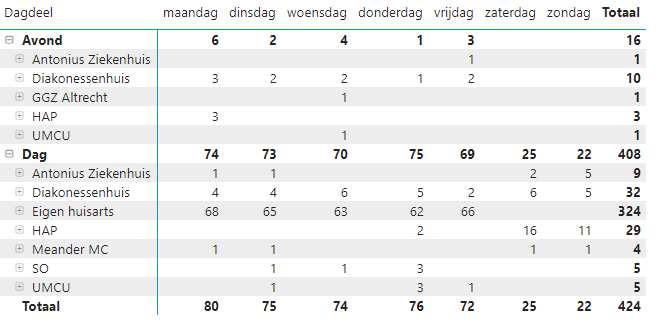 Dagdeel maandag dinsdag woensdag donderdag vrijdag zaterdag zondag Totaal
Avond 6 2 4 1 3 16
Antonius Ziekenhuis 1 1
Diakonessenhuis 3 2 2 1 2 10
GGZ Altrecht 1 1
HAP 3 3
UMCU 1 1
Dag 74 73 70 75 69 25 22 408
Antonius Ziekenhuis 1 1 2 5 9
Diakonessenhuis 4 4 6 5 2 6 5 32
Eigen huisarts 68 65 63 62 66 324
HAP 2 16 11 29
Meander MC 1 1 1 1 4
SO 1 1 3 5
UMCU 1 3 1 5
Totaal 80 75 74 76 72 25 22 424